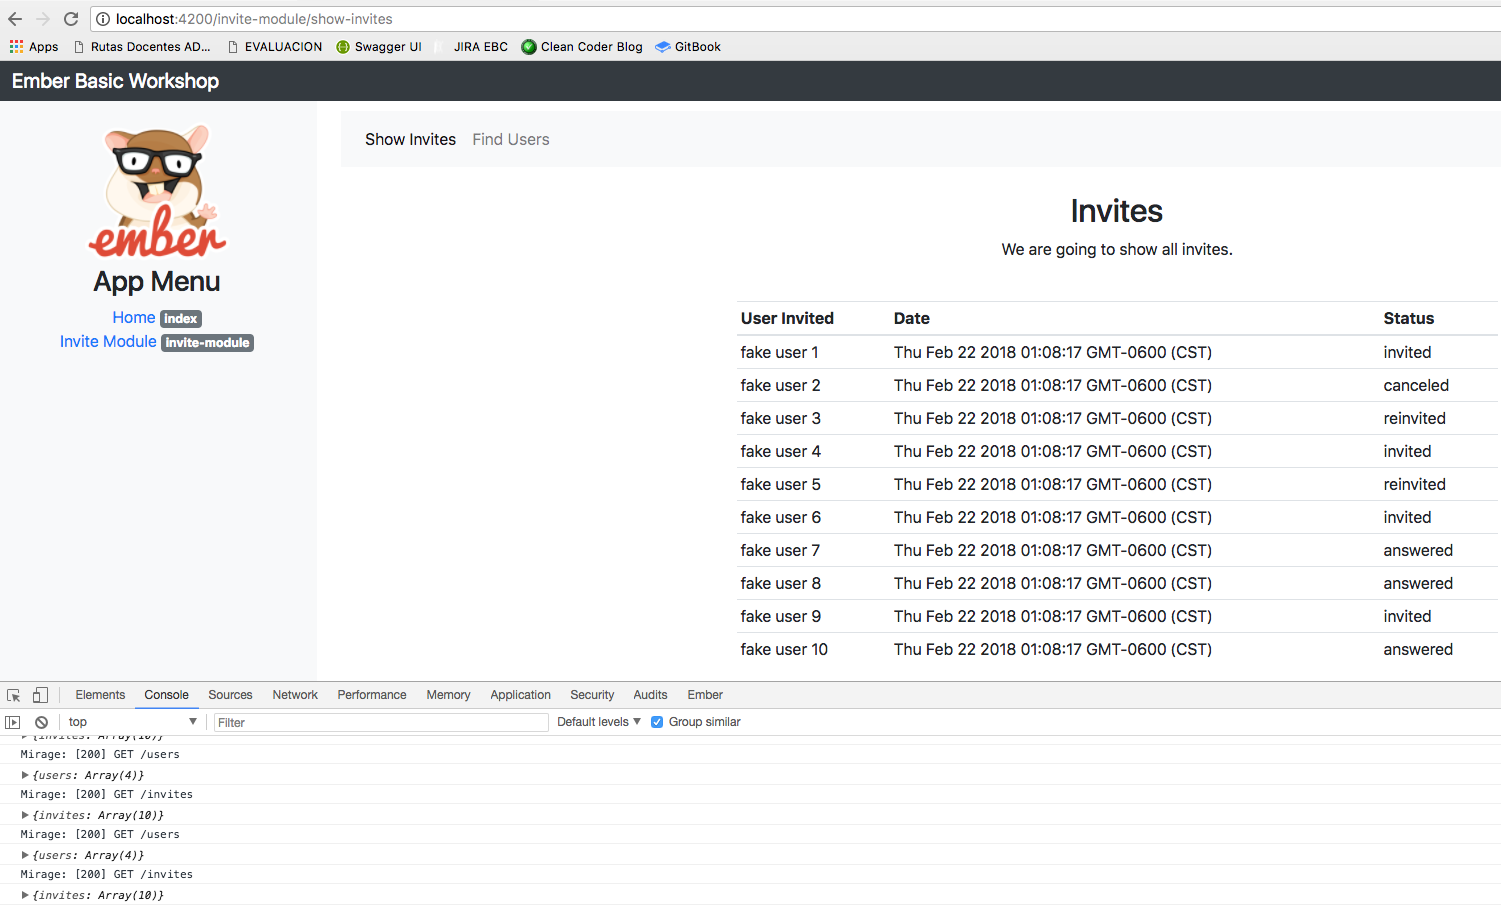 localhost:4200/invite-module/show-invites
Apps Rutas Docentes AD... EVALUACION Swagger UI JIRA EBC Clean Coder Blog GitBook
Ember Basic Workshop
ember
App Menu
Home index
Invite Module invite-module
Show Invites Find Users
Invites
We are going to show all invites.
User Invited Date Status
fake user 1 Thu Feb 22 2018 01:08:17 GMT-0600 (CST) invited
fake user 2 Thu Feb 22 2018 01:08:17 GMT-0600 (CST) canceled
fake user 3 Thu Feb 22 2018 01:08:17 GMT-0600 (CST) reinvited
fake user 4 Thu Feb 22 2018 01:08:17 GMT-0600 (CST) invited
fake user 5 Thu Feb 22 2018 01:08:17 GMT-0600 (CST) reinvited
fake user 6 Thu Feb 22 2018 01:08:17 GMT-0600 (CST) invited
fake user 7 Thu Feb 22 2018 01:08:17 GMT-0600 (CST) answered
fake user 8 Thu Feb 22 2018 01:08:17 GMT-0600 (CST) answered
fake user 9 Thu Feb 22 2018 01:08:17 GMT-0600 (CST) invited
fake user 10 Thu Feb 22 2018 01:08:17 GMT-0600 (CST) answered
Elements Console Sources Network Performance Memory Application Security Audits Ember
top Filter Default levels Group similar
{invites: Array(10)}
Mirage: [200] GET /users
{users: Array(4)}
Mirage: [200] GET /invites
{invites: Array(10)}
Mirage: [200] GET /users
{users: Array(4)}
Mirage: [200] GET /invites
{invites: Array(10)}